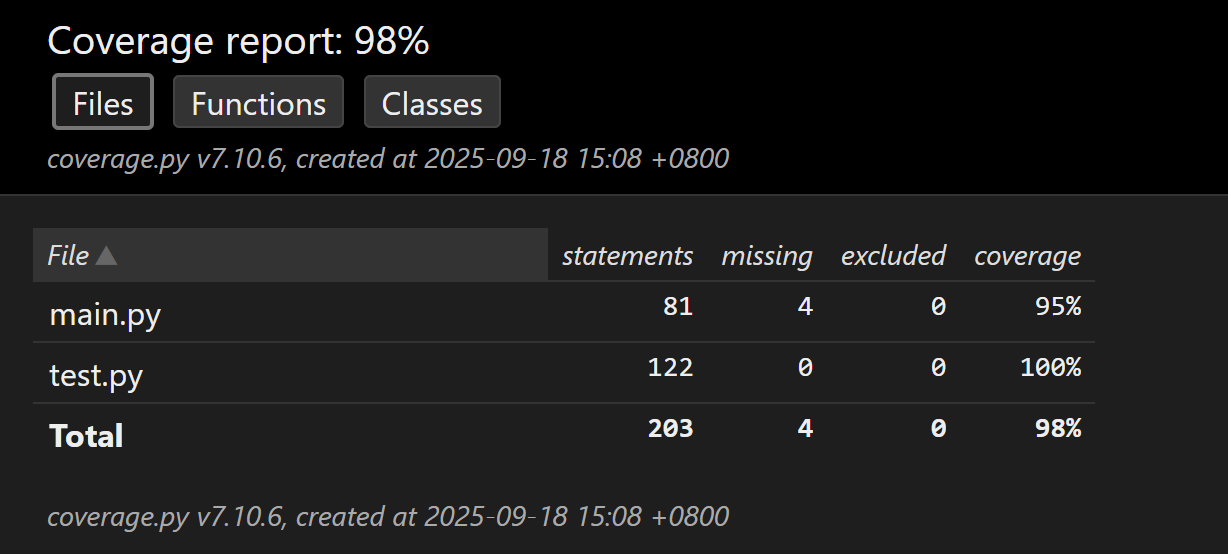 Coverage report: 98%
Files Functions Classes
coverage.py v7.10.6, created at 2025-09-18 15:08 +0800
File ▲ statements missing excluded coverage
main.py 81 4 0 95%
test.py 122 0 0 100%
Total 203 4 0 98%
coverage.py v7.10.6, created at 2025-09-18 15:08 +0800